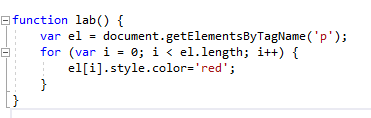 function lab() {
    var el = document.getElementsByTagName('p');
    for (var i = 0; i < el.length; i++) {
        el[i].style.color='red';
    }
}